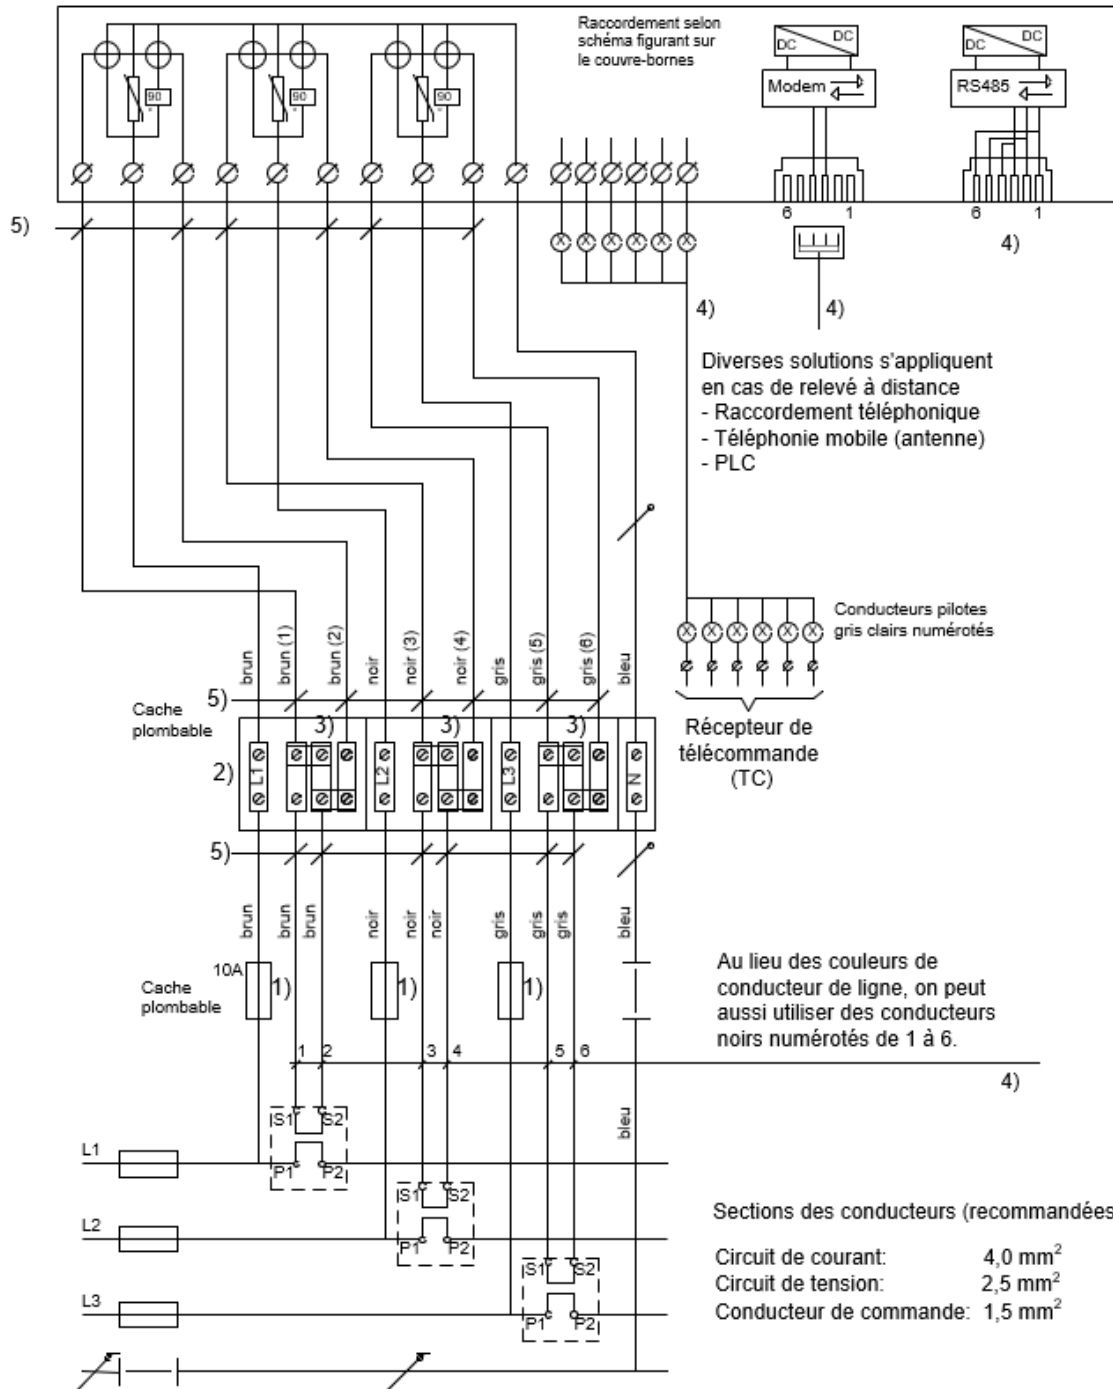 Raccordement selon
schéma figurant sur
le couvre-bornes
DC DC
DC DC
Modem
RS485
90
90
90
6 1
6 1
5)
4)
4)
4)
Diverses solutions s'appliquent
en cas de relevé à distance
- Raccordement téléphonique
- Téléphonie mobile (antenne)
- PLC
Conducteurs pilotes
gris clairs numérotés
brun
brun (1)
brun (2)
noir
noir (3)
noir (4)
gris
gris (5)
gris (6)
bleu
5)
Cache
plombable
3)
3)
3)
Récepteur de
télécommande
(TC)
2)
L1
L2
L3
N
5)
brun
brun
brun
noir
noir
noir
gris
gris
gris
bleu
10A
1)
1)
1)
Cache
plombable
Au lieu des couleurs de
conducteur de ligne, on peut
aussi utiliser des conducteurs
noirs numérotés de 1 à 6.
1 2 3 4 5 6
4)
bleu
S1 S2
L1
P1 P2
S1 S2
L2
P1 P2
Sections des conducteurs (recommandées
S1 S2
Circuit de courant: 4,0 mm²
Circuit de tension: 2,5 mm²
L3
P1 P2
Conducteur de commande: 1,5 mm²